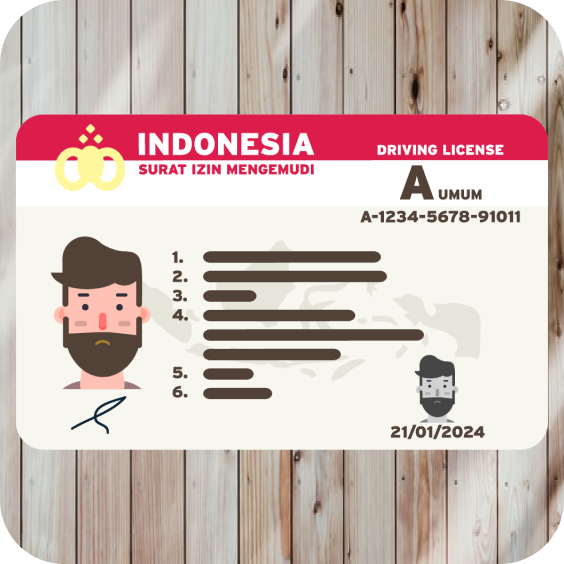 INDONESIA
SURAT IZIN MENGEMUDI
DRIVING LICENSE
A UMUM
A-1234-5678-91011
1.
2.
3.
4.
5.
6.
21/01/2024